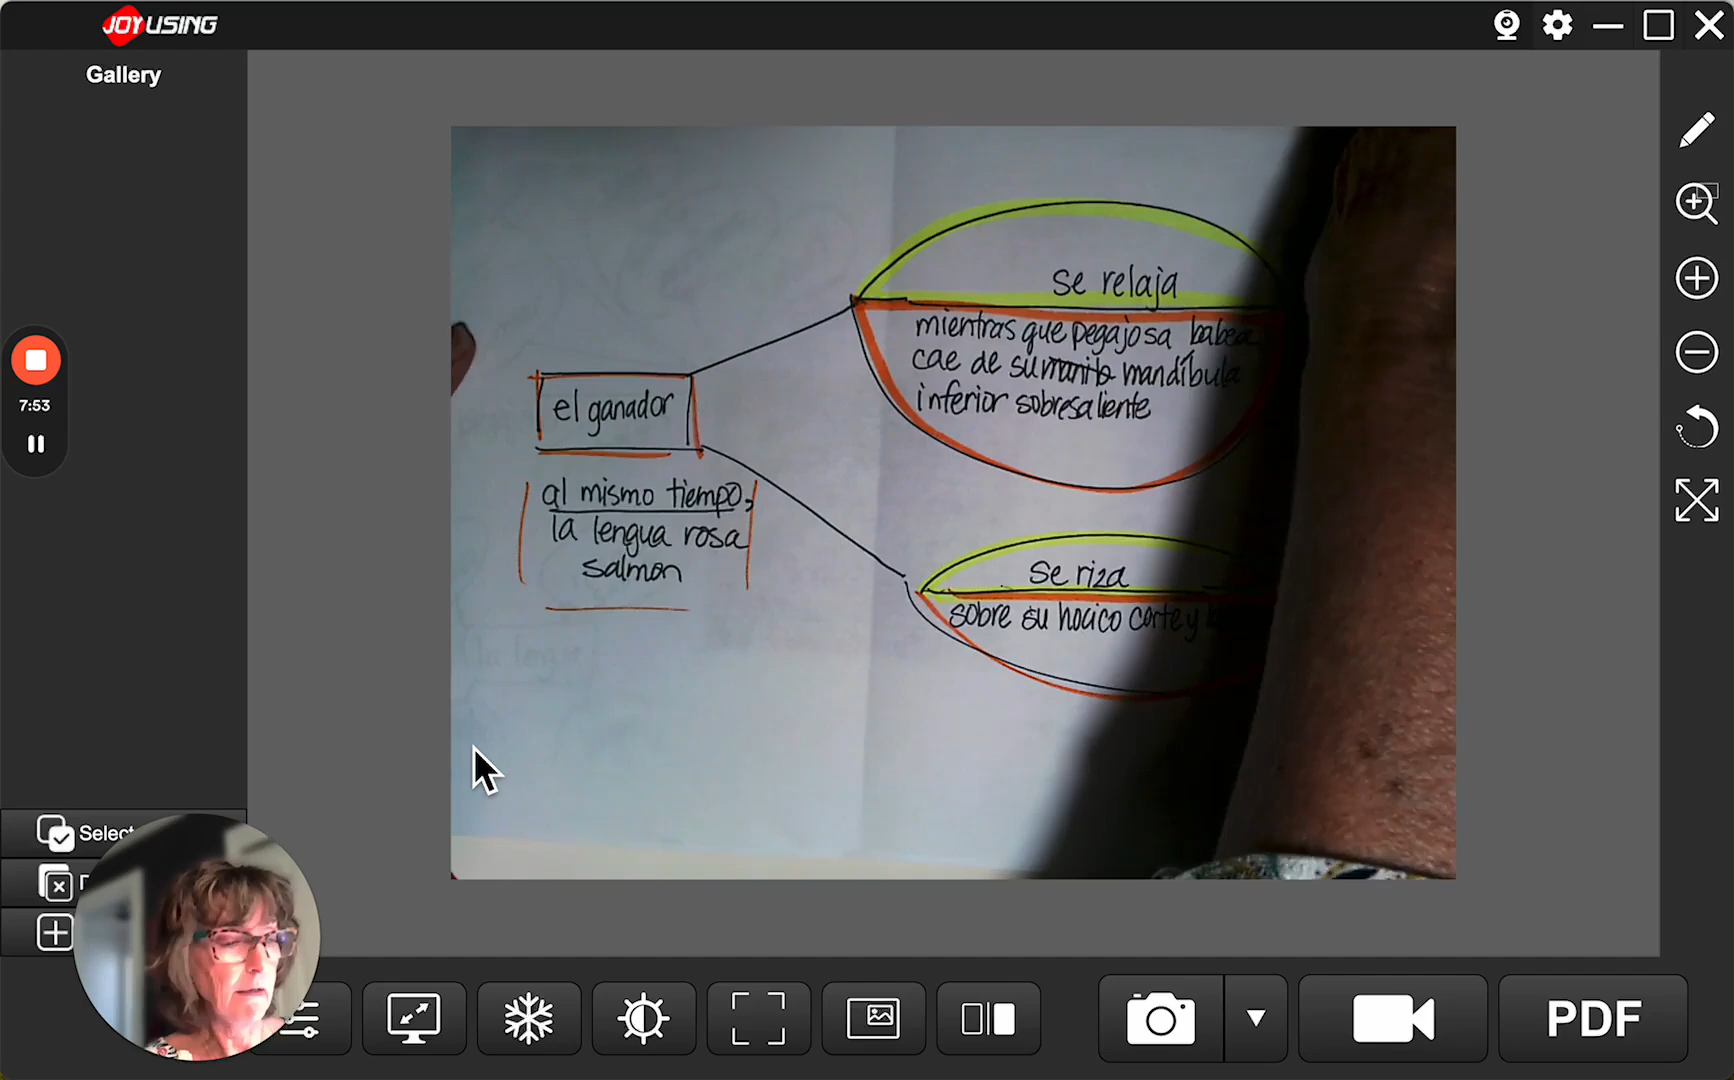 JOYUSING
Gallery
7:53
Select
se relaja
mientras que pegajosa babea
cae de su mandíbula
inferior sobresaliente
el ganador
al mismo tiempo,
la lengua rosa
salmon
se riza
sobre su hocico corte y
PDF